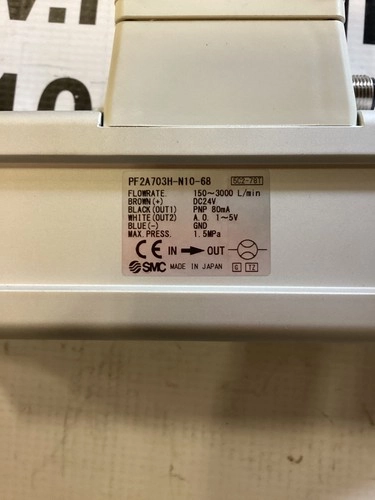 PF2A703H-N10-68
FLOWRATE. 150～3000 L/min
BROWN(+) DC24V
BLACK(OUT1) PNP 80mA
WHITE(OUT2) A.O. 1～5V
BLUE(-) GND
MAX.PRESS. 1.5MPa
CE IN OUT
SMC MADE IN JAPAN G TZ